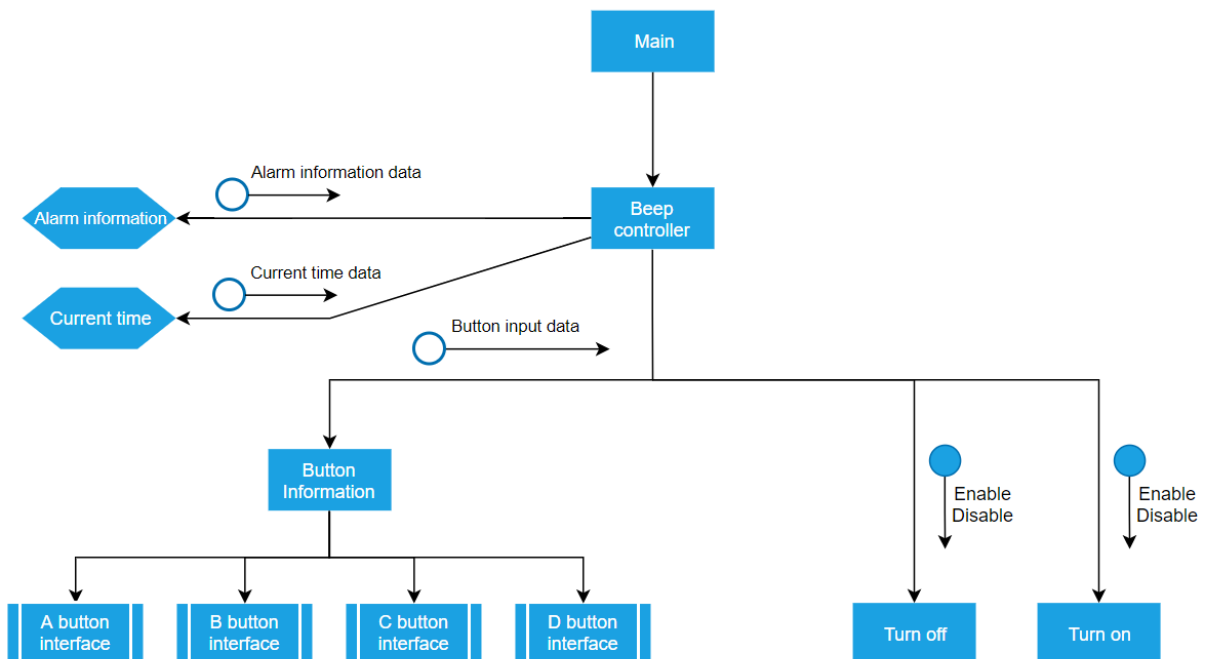 Main
Alarm information data
Alarm information
Beep
controller
Current time data
Current time
Button input data
Button
Information
Enable
Disable
Enable
Disable
A button
interface
B button
interface
C button
interface
D button
interface
Turn off
Turn on